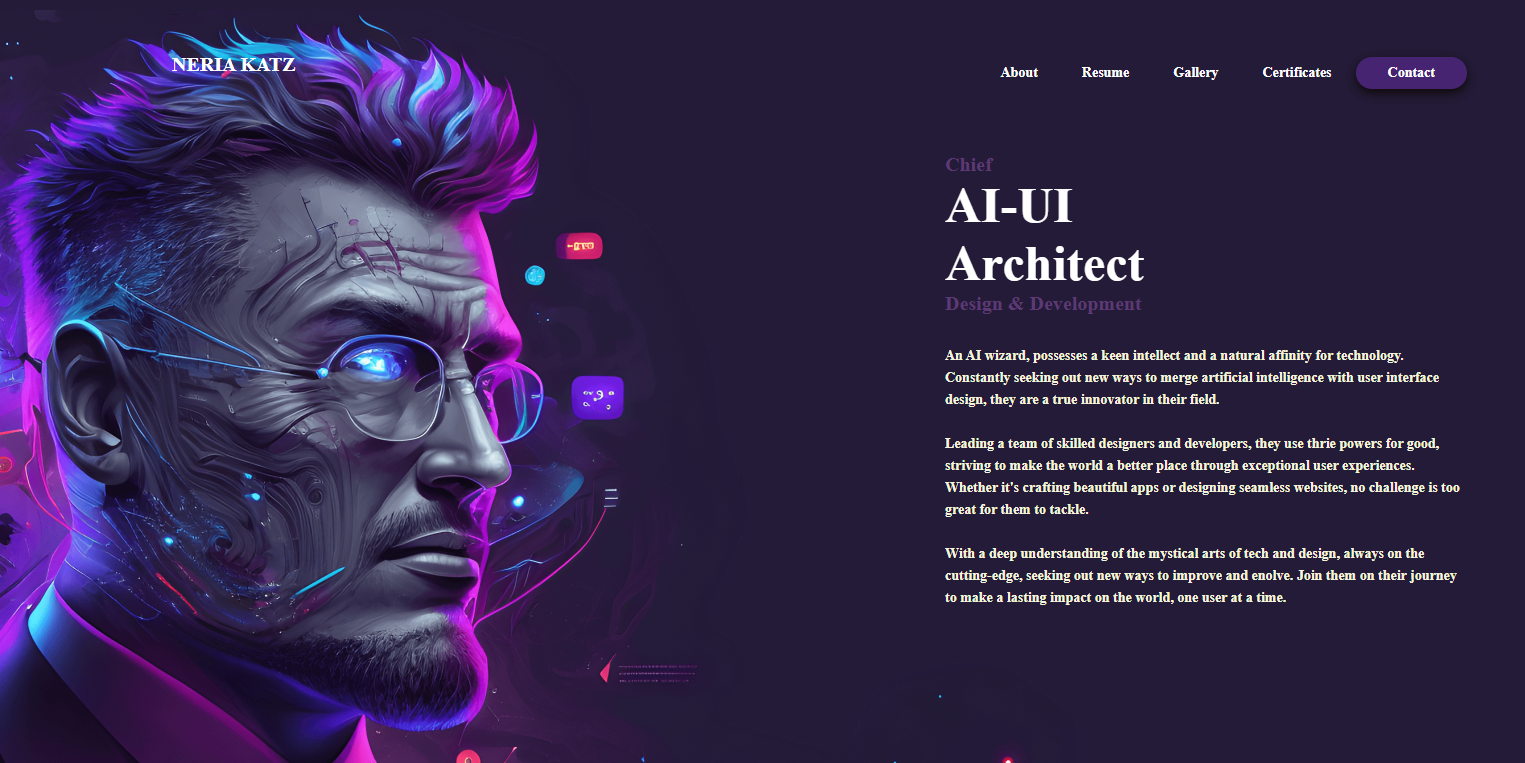 NERIA KATZ
About Resume Gallery Certificates Contact
Chief
AI-UI
Architect
Design & Development
An AI wizard, possesses a keen intellect and a natural affinity for technology.
Constantly seeking out new ways to merge artificial intelligence with user interface
design, they are a true innovator in their field.
Leading a team of skilled designers and developers, they use thrie powers for good,
striving to make the world a better place through exceptional user experiences.
Whether it's crafting beautiful apps or designing seamless websites, no challenge is too
great for them to tackle.
With a deep understanding of the mystical arts of tech and design, always on the
cutting-edge, seeking out new ways to improve and enolve. Join them on their journey
to make a lasting impact on the world, one user at a time.